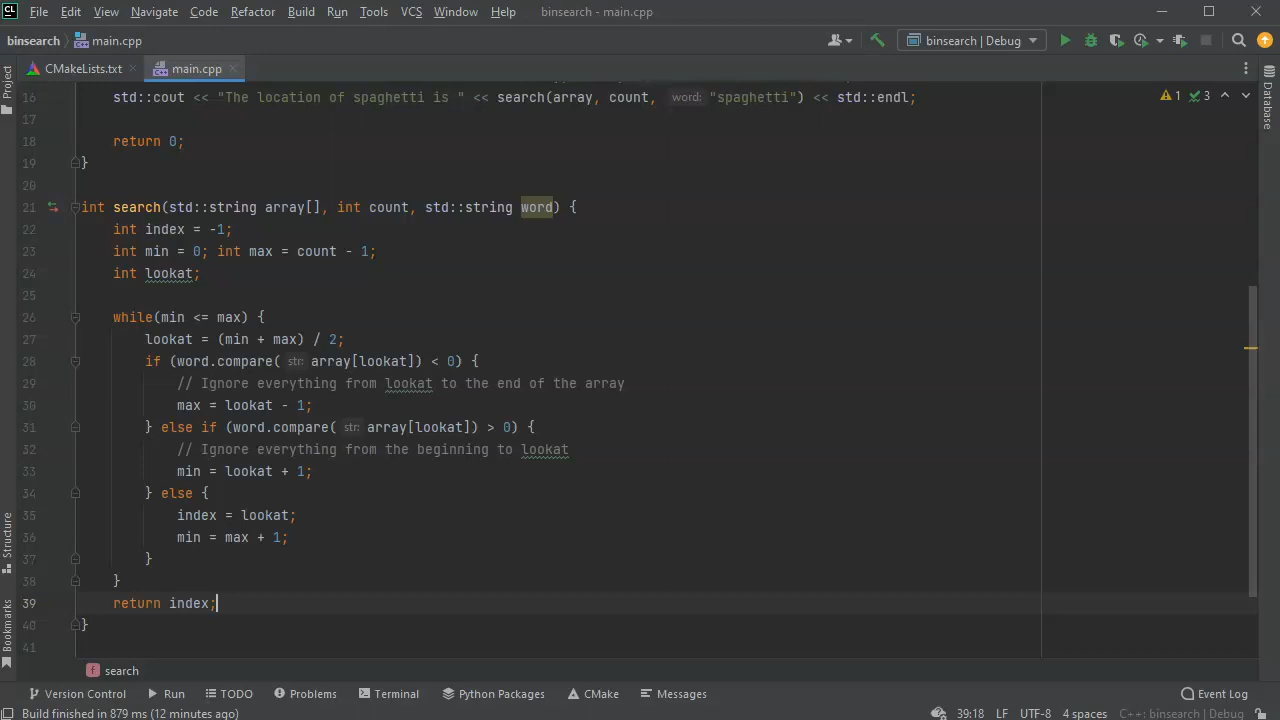 CL File Edit View Navigate Code Refactor Build Run Tools VCS Window Help binsearch - main.cpp
binsearch main.cpp binsearch | Debug
Project CMakeLists.txt main.cpp Database
16 std::cout << "The location of spaghetti is " << search(array, count, word: "spaghetti") << std::endl; 1 3
17
18 return 0;
19 }
20
21 int search(std::string array[], int count, std::string word) {
22 int index = -1;
23 int min = 0; int max = count - 1;
24 int lookat;
25
26 while(min <= max) {
27 lookat = (min + max) / 2;
28 if (word.compare( str: array[lookat]) < 0) {
29 // Ignore everything from lookat to the end of the array
30 max = lookat - 1;
31 } else if (word.compare( str: array[lookat]) > 0) {
32 // Ignore everything from the beginning to lookat
33 min = lookat + 1;
34 } else {
35 index = lookat;
36 min = max + 1;
37 }
38 }
39 return index;
40 }
41
Structure
Bookmarks
f search
Version Control Run TODO Problems Terminal Python Packages CMake Messages Event Log
Build finished in 879 ms (12 minutes ago) 39:18 LF UTF-8 4 spaces C++: binsearch | Debug